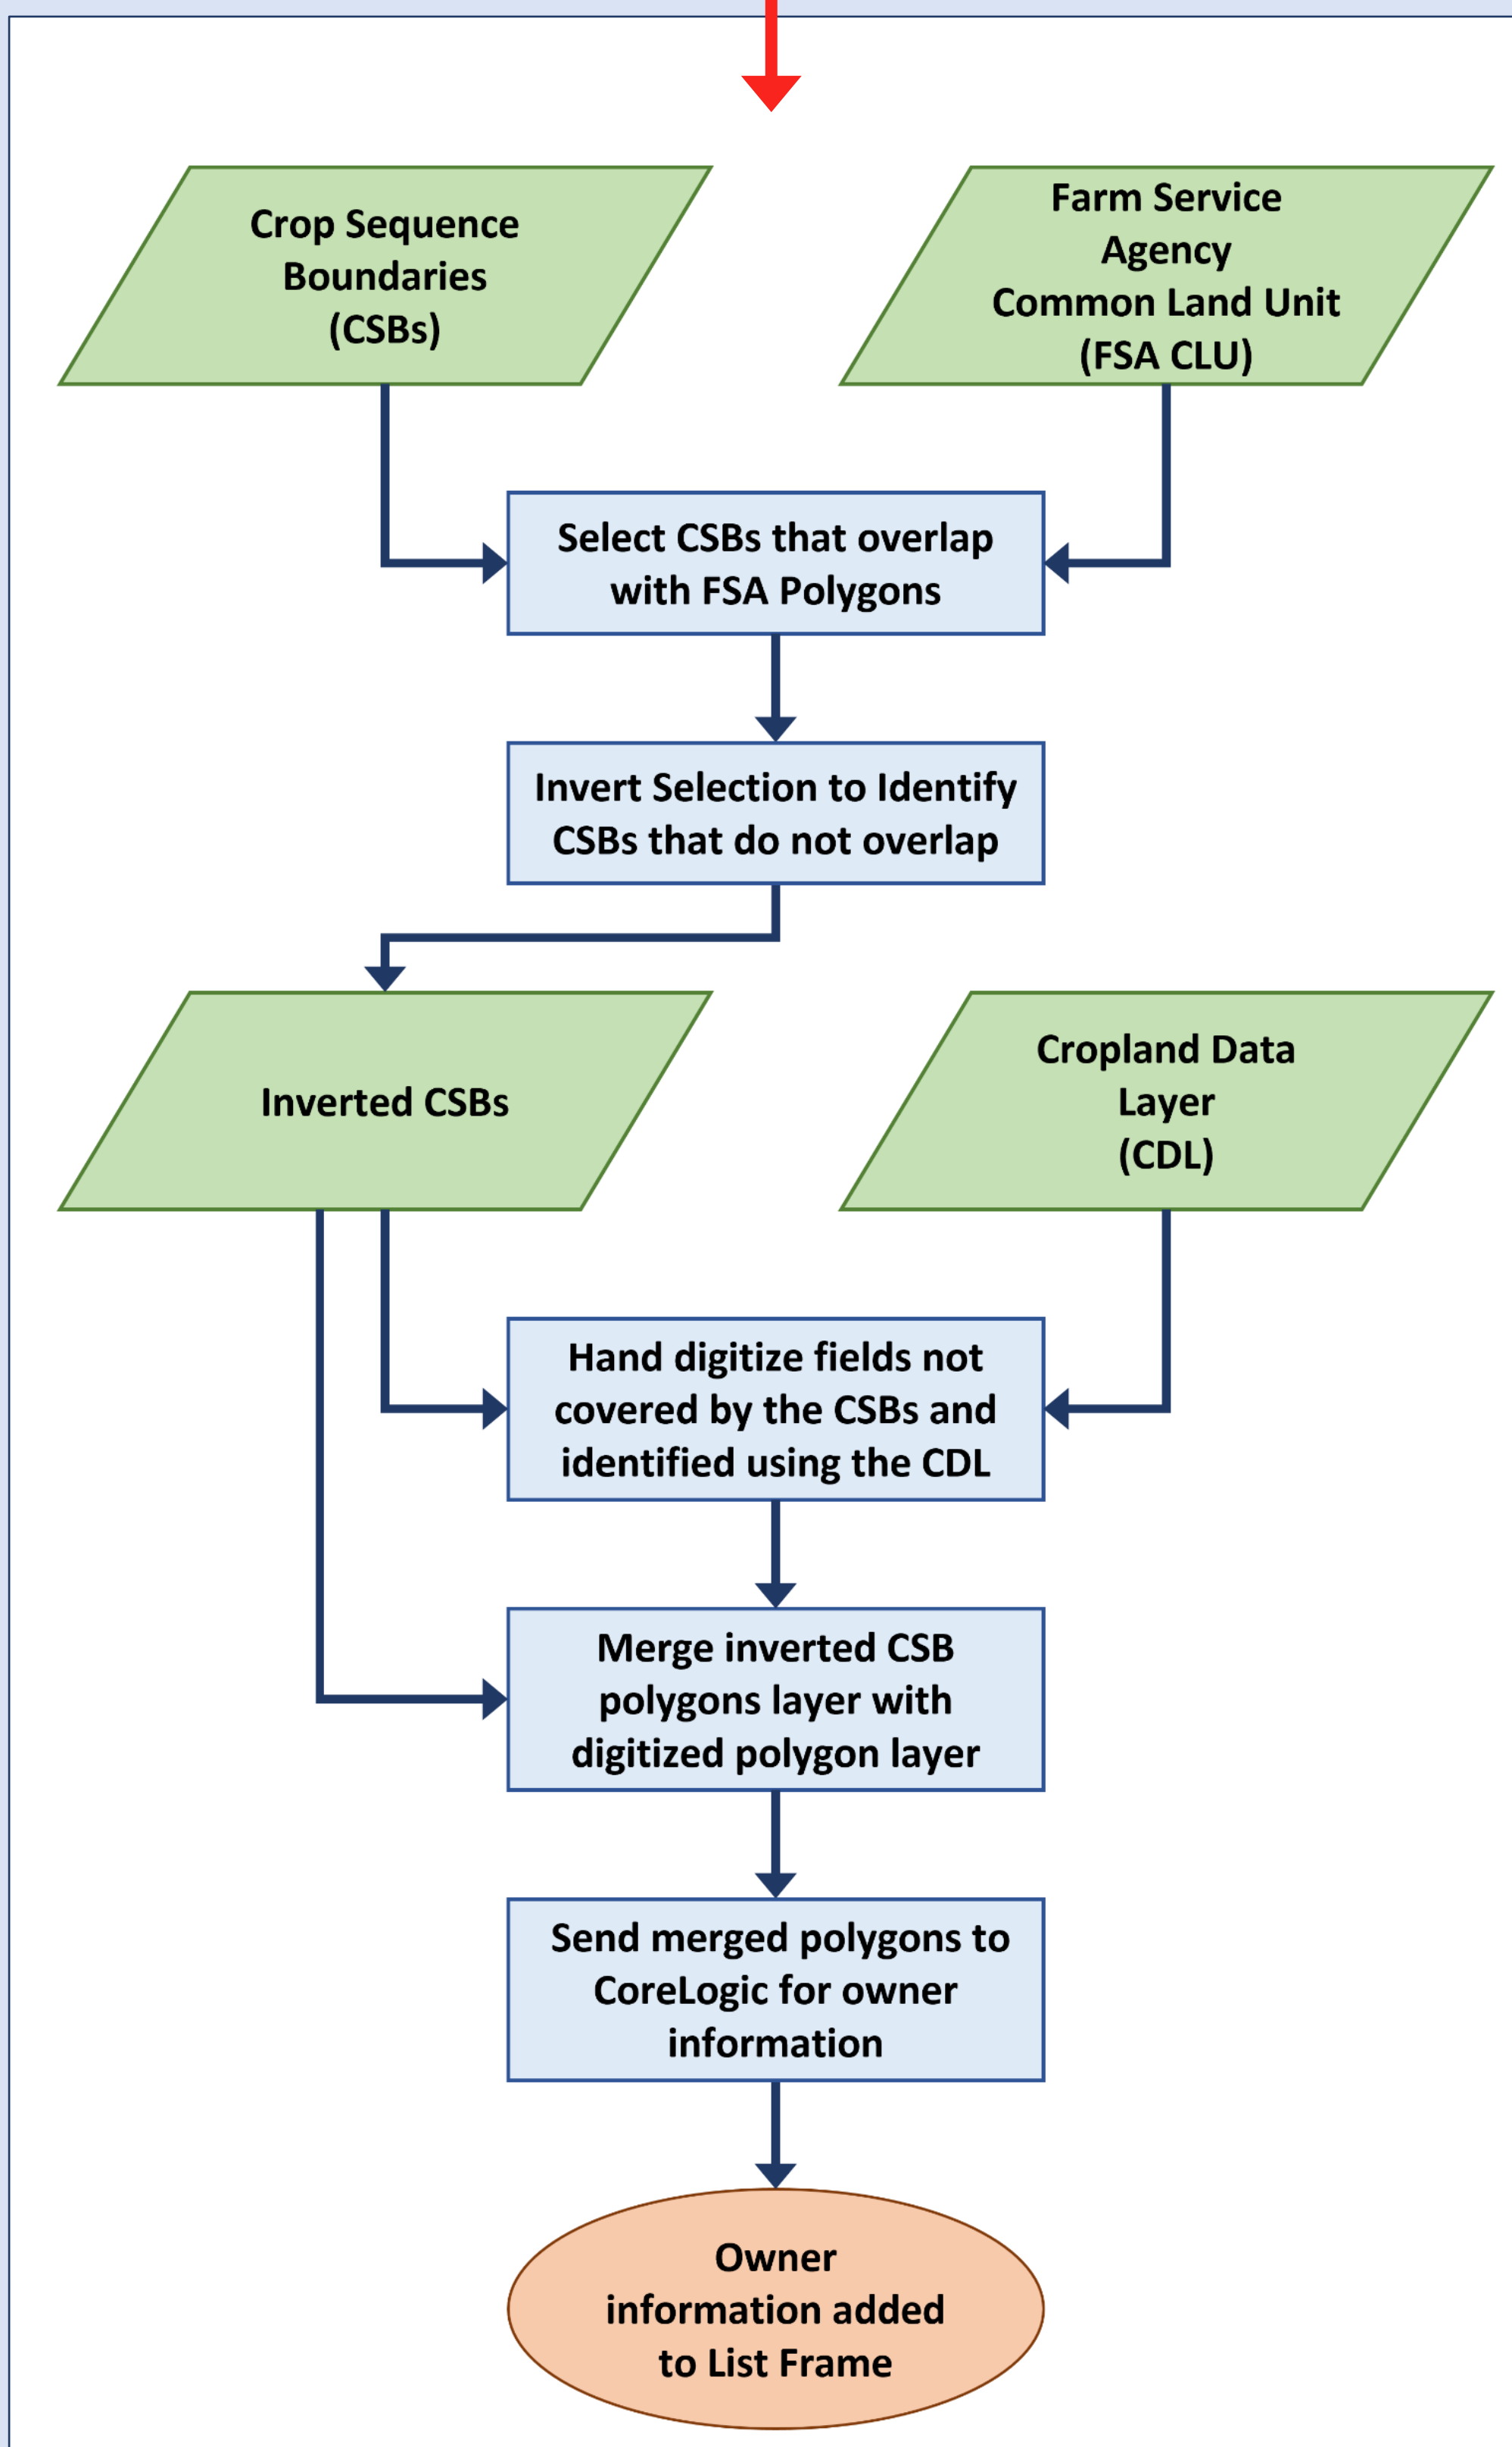 Crop Sequence
Boundaries
(CSBs)
Farm Service
Agency
Common Land Unit
(FSA CLU)
Select CSBs that overlap
with FSA Polygons
Invert Selection to Identify
CSBs that do not overlap
Inverted CSBs
Cropland Data
Layer
(CDL)
Hand digitize fields not
covered by the CSBs and
identified using the CDL
Merge inverted CSB
polygons layer with
digitized polygon layer
Send merged polygons to
CoreLogic for owner
information
Owner
information added
to List Frame